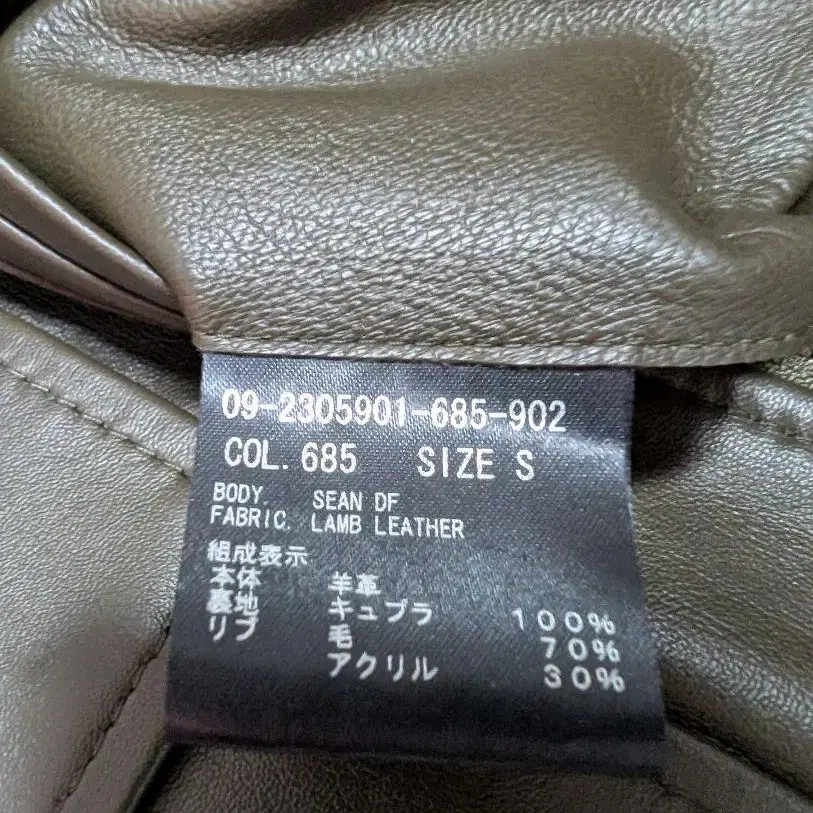 09-2305901-685-902
COL. 685 SIZE S
BODY. SEAN DF
FABRIC. LAMB LEATHER
組成表示
本体 羊革
裏地 キュプラ 100%
リブ 毛 70%
アクリル 30%